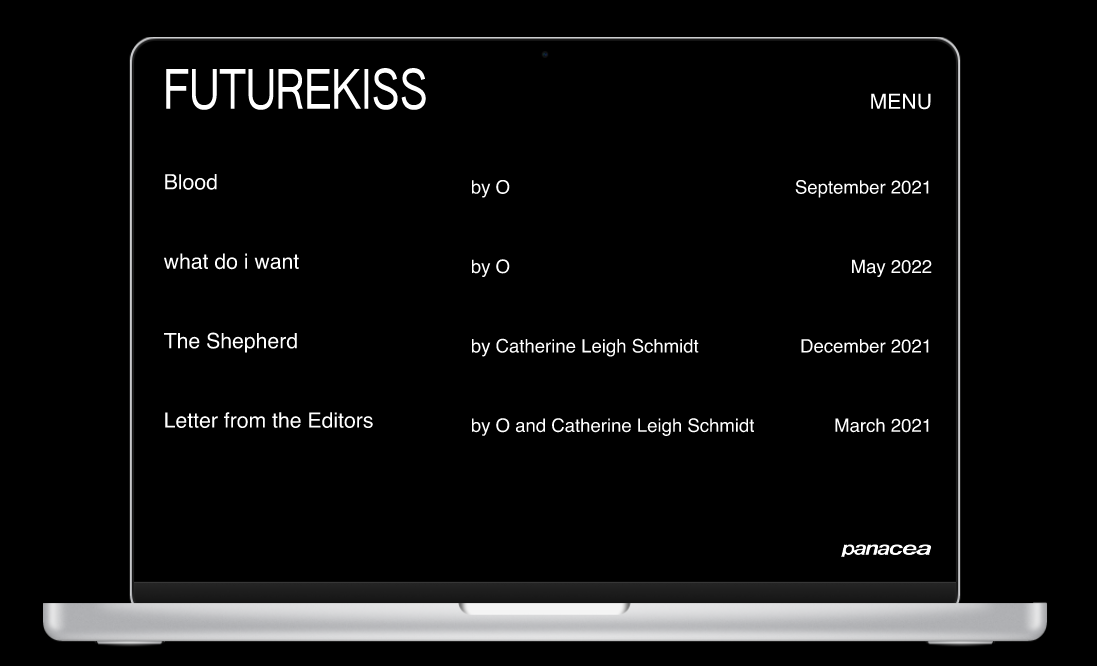 FUTUREKISS
MENU
Blood by O September 2021
what do i want by O May 2022
The Shepherd by Catherine Leigh Schmidt December 2021
Letter from the Editors by O and Catherine Leigh Schmidt March 2021
panacea